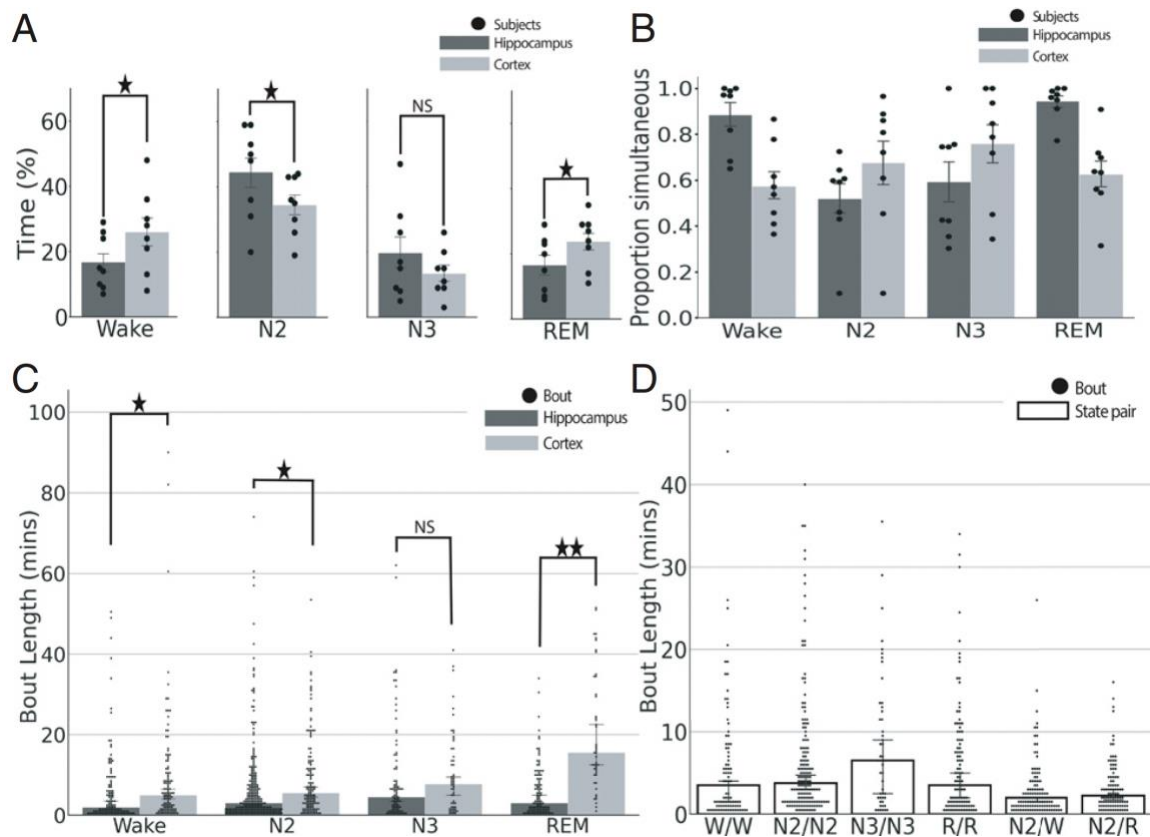 A
Subjects
Hippocampus
Cortex
Time (%)
60
40
20
0
NS
Wake
N2
N3
REM
B
Subjects
Hippocampus
Cortex
Proportion simultaneous
1.0
0.8
0.6
0.4
0.2
0.0
Wake
N2
N3
REM
C
Bout
Hippocampus
Cortex
Bout Length (mins)
100
80
60
40
20
0
NS
Wake
N2
N3
REM
D
Bout
State pair
Bout Length (mins)
50
40
30
20
10
0
W/W
N2/N2
N3/N3
R/R
N2/W
N2/R